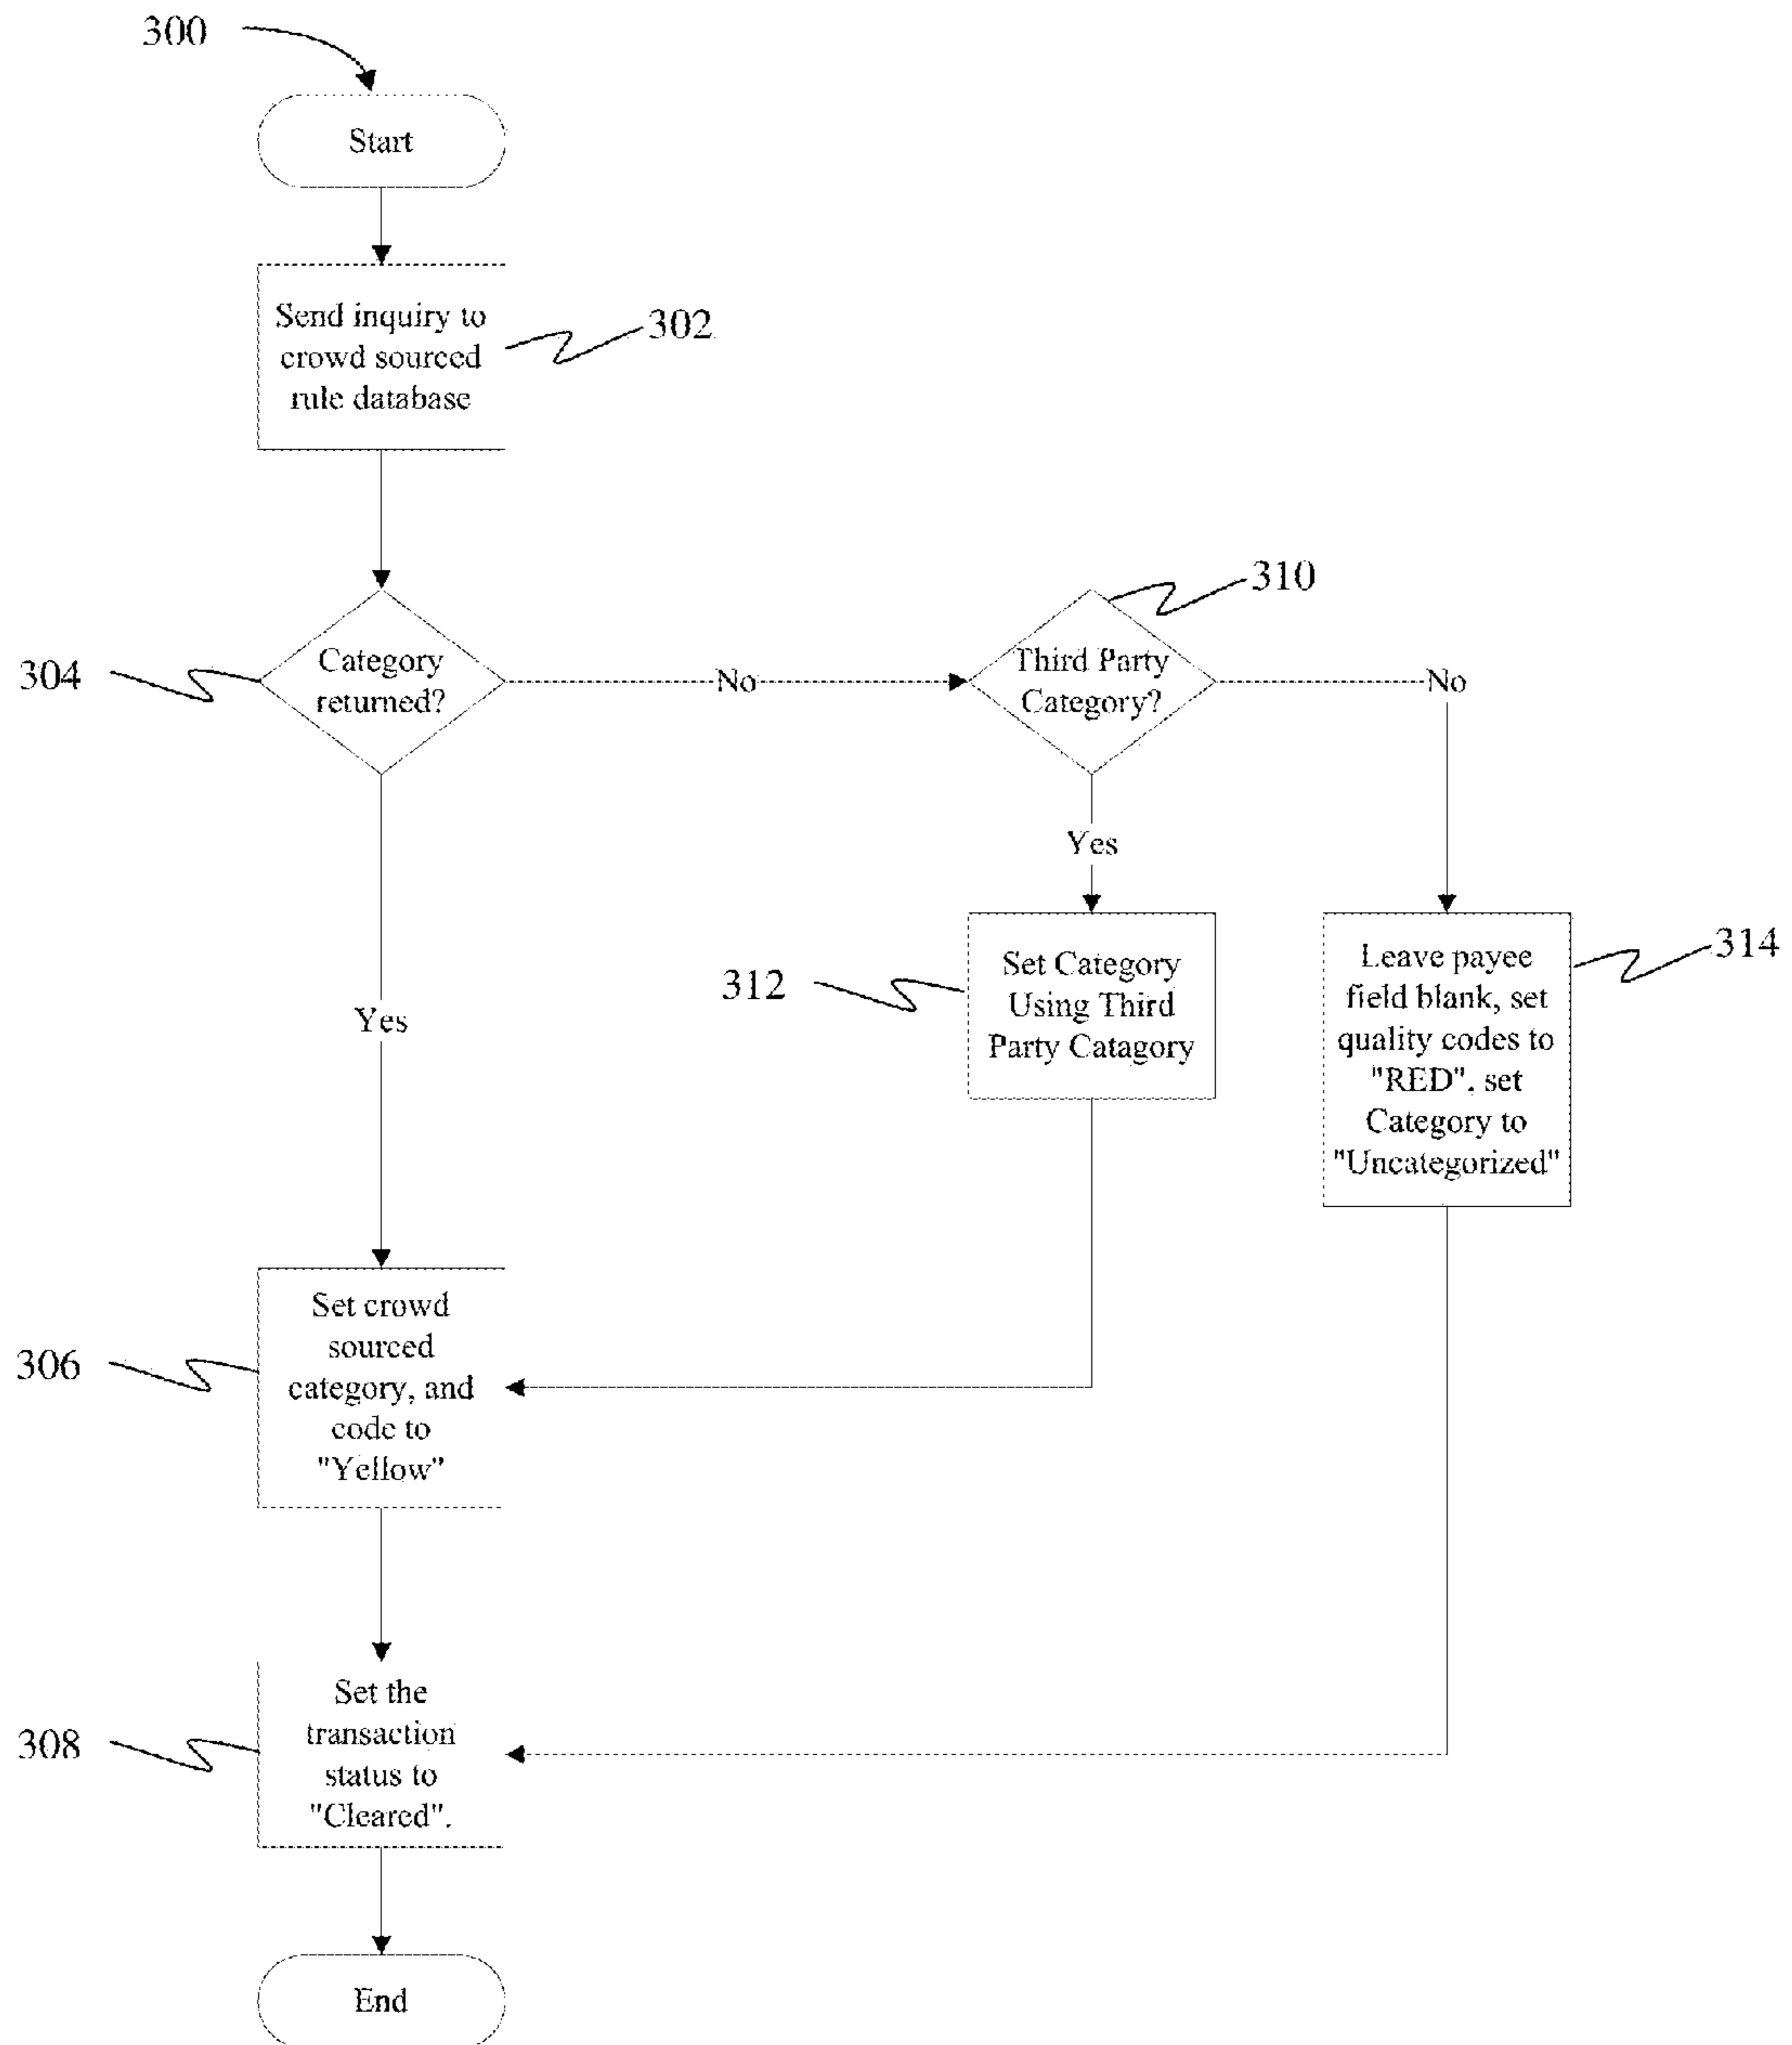 300
Start
Send inquiry to
crowd sourced
rule database
302
304
Category
returned?
No
310
Third Party
Category?
No
Yes
Yes
312
Set Category
Using Third
Party Catagory
314
Leave payee
field blank, set
quality codes to
"RED", set
Category to
"Uncategorized"
306
Set crowd
sourced
category, and
code to
"Yellow"
308
Set the
transaction
status to
"Cleared".
End